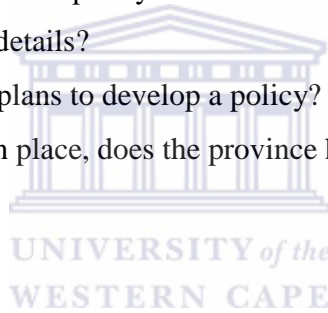 details?
plans to develop a policy?
place, does the province
UNIVERSITY of the
WESTERN CAPE